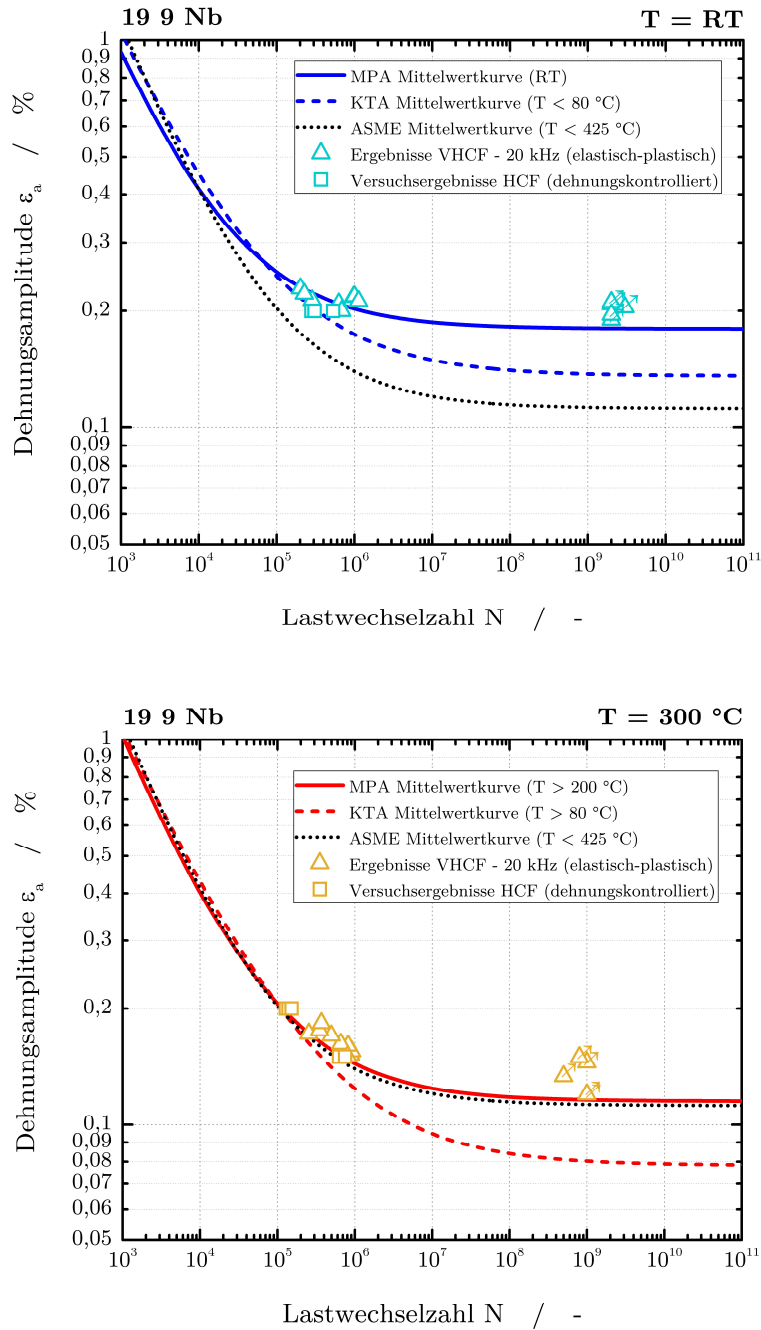 19 9 Nb T = RT
1
0,9
0,8
0,7
0,6
0,5
0,4
0,3
0,2
0,1
0,09
0,08
0,07
0,06
0,05
Dehnungsamplitude εₐ / %
MPA Mittelwertkurve (RT)
KTA Mittelwertkurve (T < 80 °C)
ASME Mittelwertkurve (T < 425 °C)
Ergebnisse VHCF - 20 kHz (elastisch-plastisch)
Versuchsergebnisse HCF (dehnungskontrolliert)
10³ 10⁴ 10⁵ 10⁶ 10⁷ 10⁸ 10⁹ 10¹⁰ 10¹¹
Lastwechselzahl N / -
19 9 Nb T = 300 °C
1
0,9
0,8
0,7
0,6
0,5
0,4
0,3
0,2
0,1
0,09
0,08
0,07
0,06
0,05
Dehnungsamplitude εₐ / %
MPA Mittelwertkurve (T > 200 °C)
KTA Mittelwertkurve (T > 80 °C)
ASME Mittelwertkurve (T < 425 °C)
Ergebnisse VHCF - 20 kHz (elastisch-plastisch)
Versuchsergebnisse HCF (dehnungskontrolliert)
10³ 10⁴ 10⁵ 10⁶ 10⁷ 10⁸ 10⁹ 10¹⁰ 10¹¹
Lastwechselzahl N / -